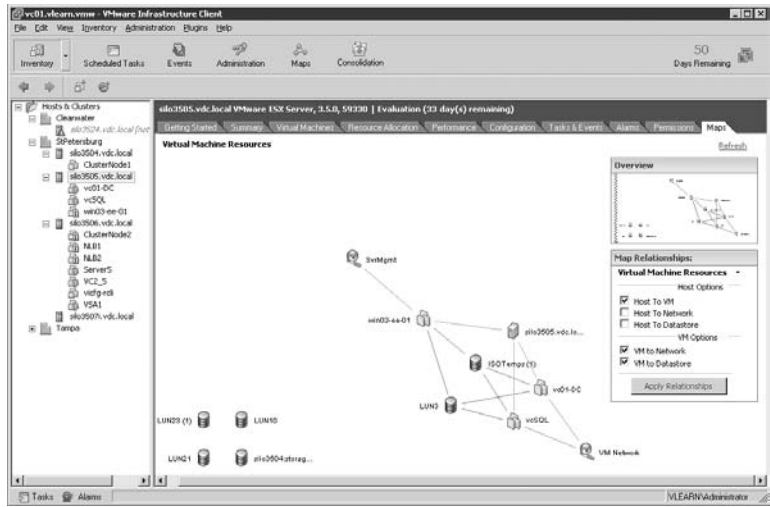 vc01.vlearn.vmw - VMware Infrastructure Client
File Edit View Inventory Administration Plugins Help
Inventory Scheduled Tasks Events Administration Maps Consolidation
50
Days Remaining
Hosts & Clusters
Clearwater
silo3524.vdc.local (not
StPetersburg
silo3504.vdc.local
ClusterNode1
silo3505.vdc.local
vc01-DC
vcSQL
win03-ee-01
silo3506.vdc.local
ClusterNode2
NLB1
NLB2
Server5
VC2_5
vicfg-rcli
VSA1
silo3507i.vdc.local
Tampa
silo3505.vdc.local VMware ESX Server, 3.5.0, 59330 | Evaluation (33 day(s) remaining)
Getting Started Summary Virtual Machines Resource Allocation Performance Configuration Tasks & Events Alarms Permissions Maps
Virtual Machine Resources
Refresh
SvrMgmt
win03-ee-01
silo3505.vdc.lo...
ISOTemps (1)
vc01-DC
LUN3
vcSQL
VM Network
LUN23 (1)
LUN21
silo3504:storag...
Overview
Map Relationships:
Virtual Machine Resources
Host Options
Host To VM
Host To Network
Host To Datastore
VM Options
VM to Network
VM to Datastore
Apply Relationships
Tasks Alarms
VLEARN\Administrator